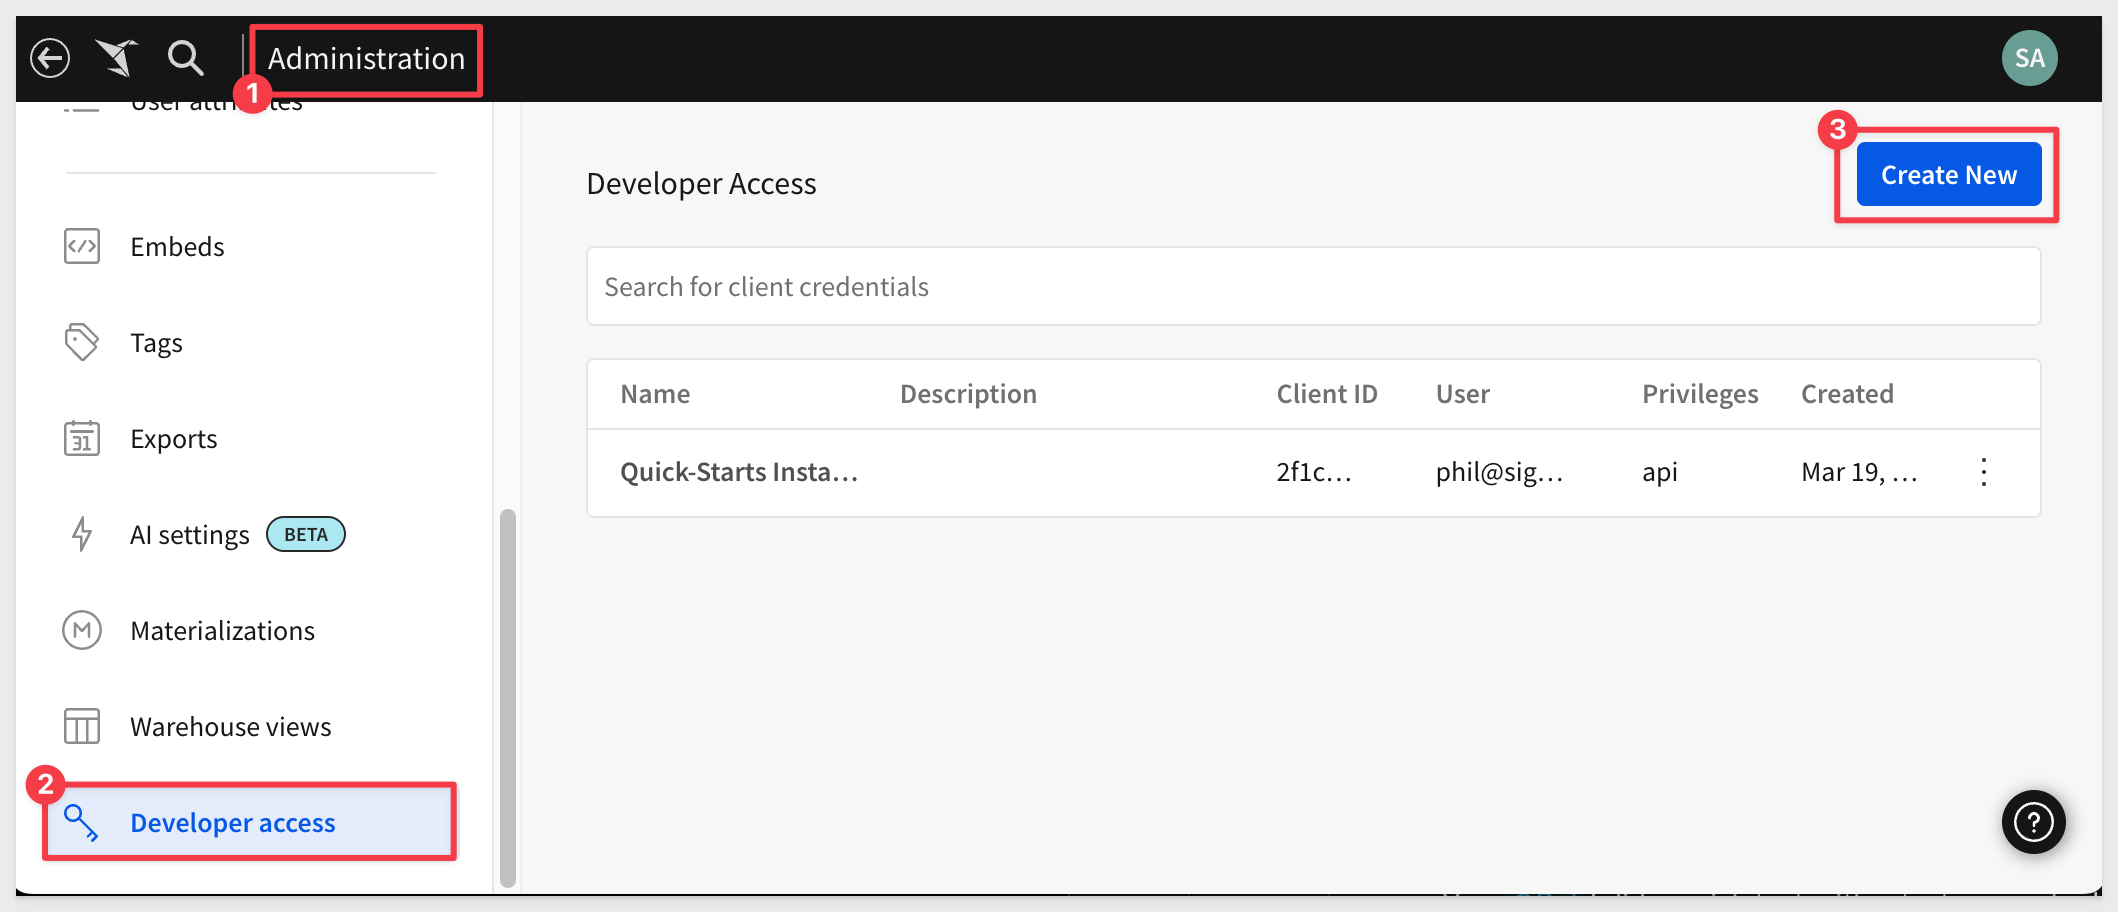 Administration
SA
1
User attributes
3
Create New
Developer Access
Embeds
Search for client credentials
Tags
Name Description Client ID User Privileges Created
Exports
31
Quick-Starts Insta... 2f1c... phil@sig... api Mar 19, ...
AI settings BETA
M
Materializations
Warehouse views
2
Developer access
?